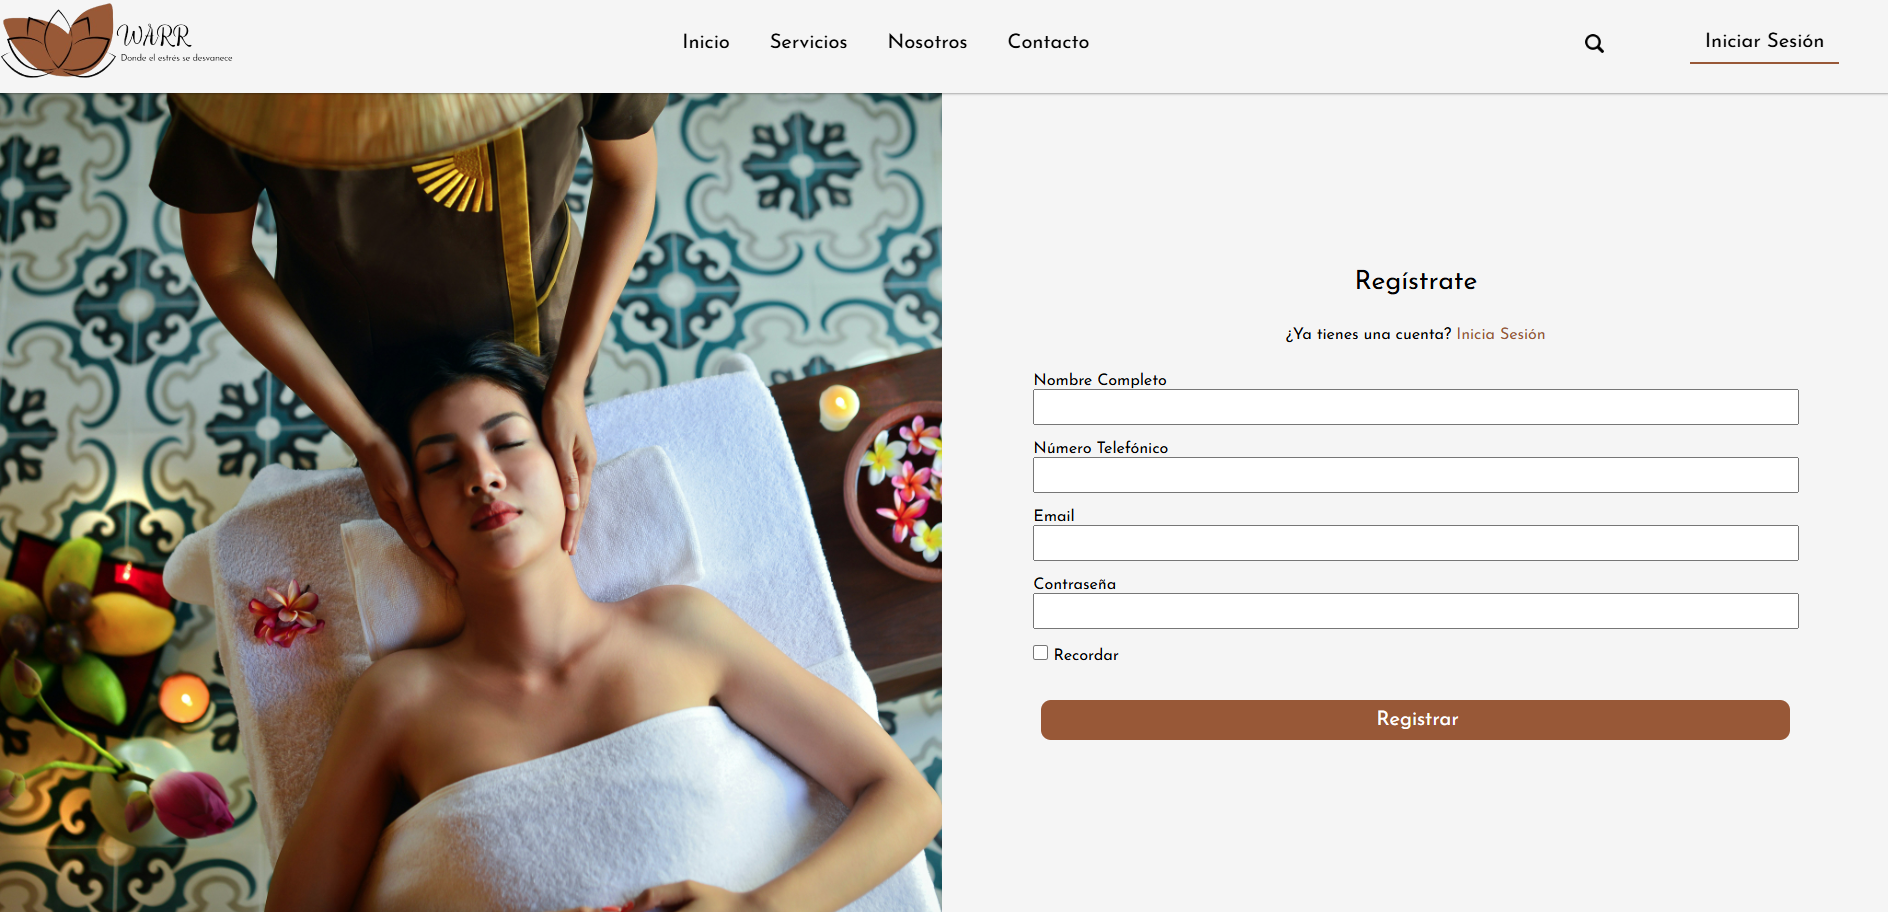 WARR
Donde el estrés se desvanece
Inicio Servicios Nosotros Contacto
Iniciar Sesión
Regístrate
¿Ya tienes una cuenta? Inicia Sesión
Nombre Completo
Número Telefónico
Email
Contraseña
Recordar
Registrar